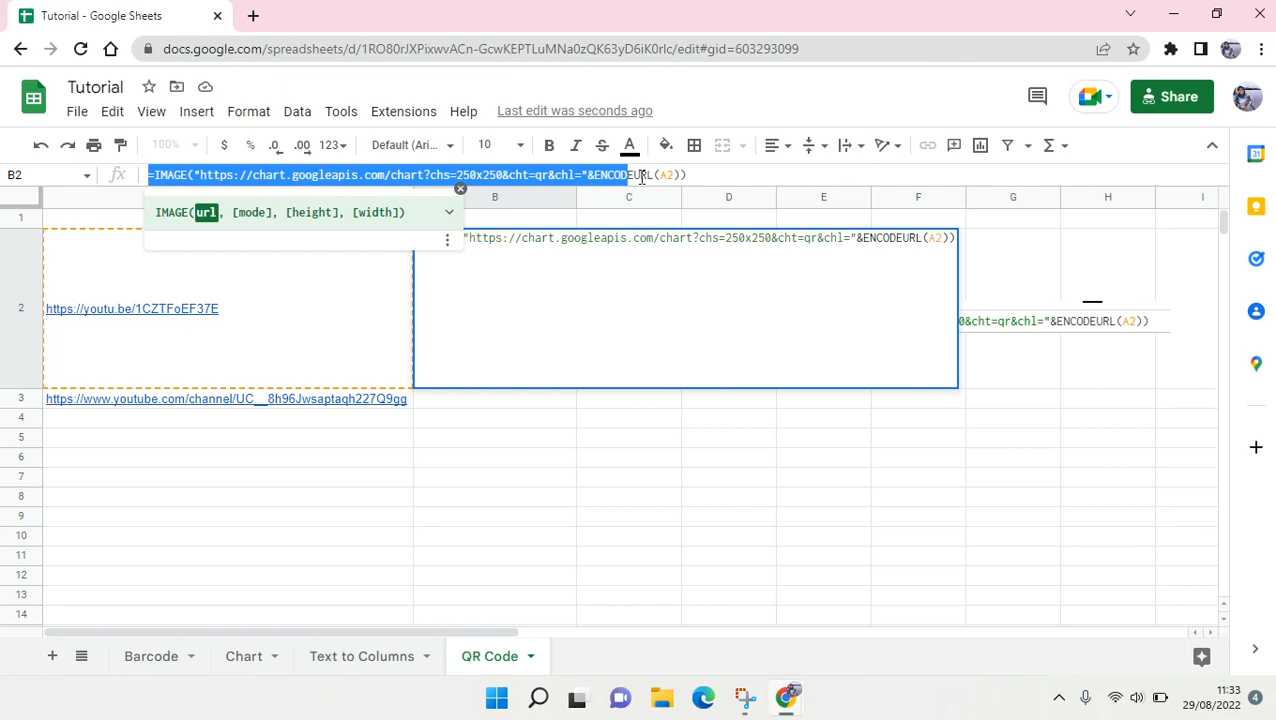 Tutorial - Google Sheets
docs.google.com/spreadsheets/d/1RO80rJXPixwvACn-GcwKEPTLuMNa0zQK63yD6iK0rlc/edit#gid=603293099
Tutorial
File Edit View Insert Format Data Tools Extensions Help Last edit was seconds ago
Share
100% $ % .0 .00 123 Default (Ari... 10 B I S A Σ
B2 fx =IMAGE("https://chart.googleapis.com/chart?chs=250x250&cht=qr&chl="&ENCODEURL(A2))
B C D E F G H I
IMAGE(url, [mode], [height], [width])
1
"https://chart.googleapis.com/chart?chs=250x250&cht=qr&chl="&ENCODEURL(A2))
2 https://youtu.be/1CZTFoEF37E
0&cht=qr&chl="&ENCODEURL(A2))
3 https://www.youtube.com/channel/UC__8h96Jwsaptaqh227Q9gg
4
5
6
7
8
9
10
11
12
13
14
Barcode Chart Text to Columns QR Code
11:33
29/08/2022 4